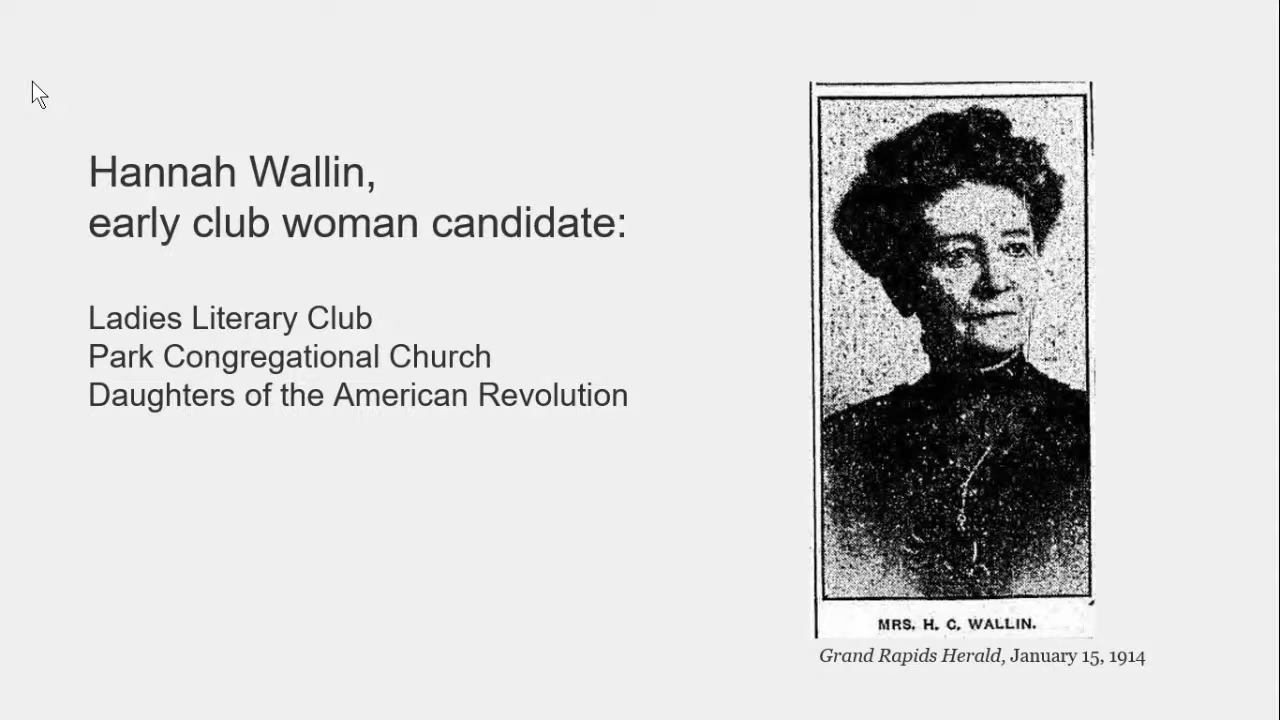 Hannah Wallin,
early club woman candidate:
Ladies Literary Club
Park Congregational Church
Daughters of the American Revolution
MRS. H. C. WALLIN.
Grand Rapids Herald, January 15, 1914